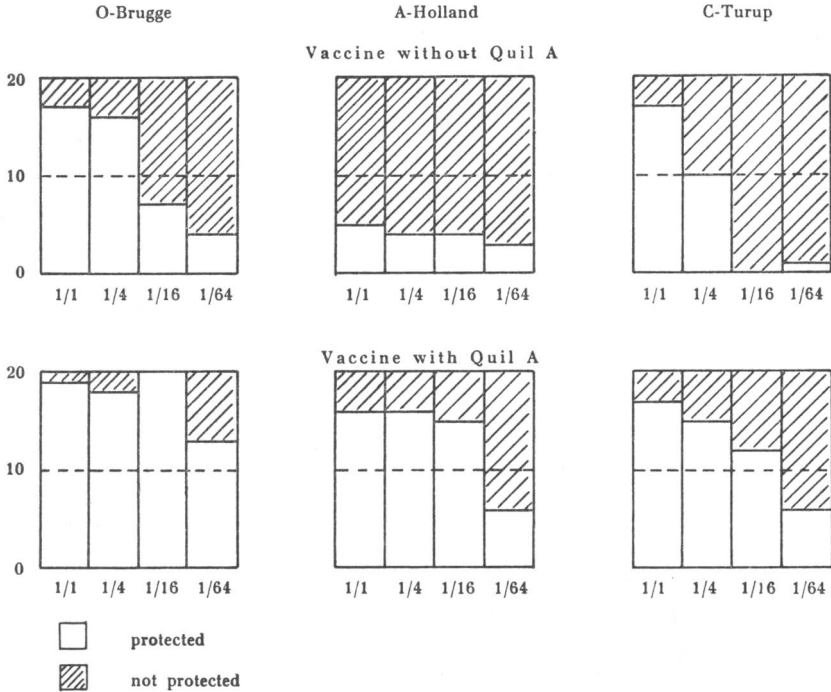 O-Brugge A-Holland C-Turup
Vaccine without Quil A
20
10
0
1/1 1/4 1/16 1/64 1/1 1/4 1/16 1/64 1/1 1/4 1/16 1/64
Vaccine with Quil A
20
10
0
1/1 1/4 1/16 1/64 1/1 1/4 1/16 1/64 1/1 1/4 1/16 1/64
protected
not protected